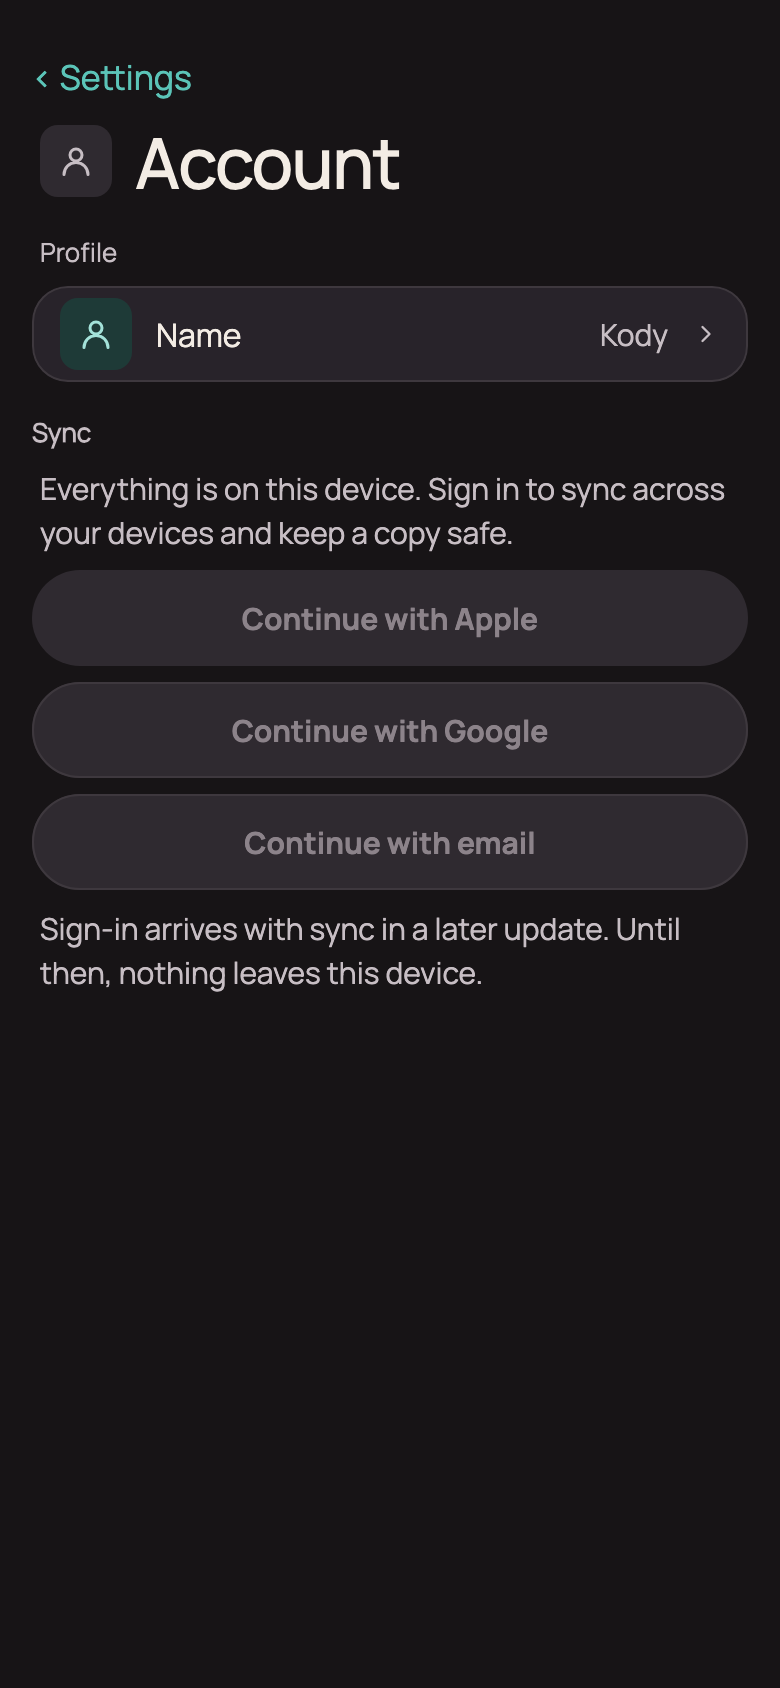 Settings
Account
Profile
Name Kody
Sync
Everything is on this device. Sign in to sync across
your devices and keep a copy safe.
Continue with Apple
Continue with Google
Continue with email
Sign-in arrives with sync in a later update. Until
then, nothing leaves this device.